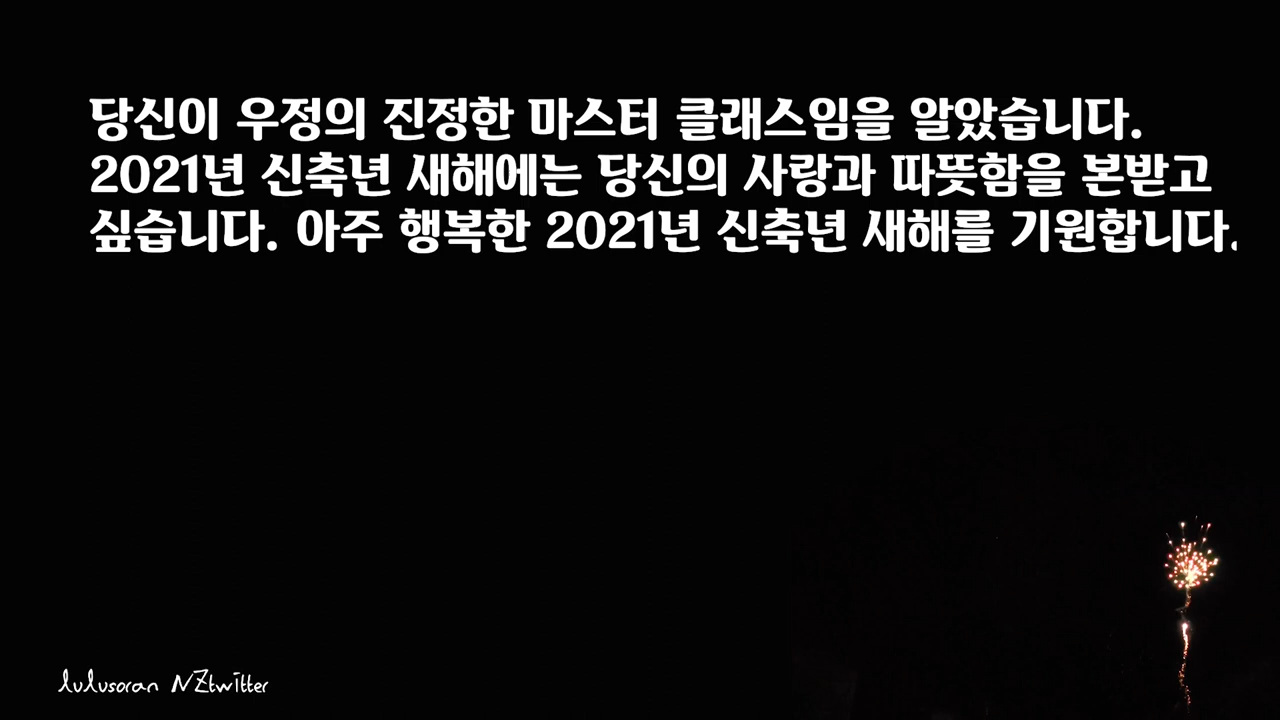 당신이 우정의 진정한 마스터 클래스임을 알았습니다.
2021년 신축년 새해에는 당신의 사랑과 따뜻함을 본받고
싶습니다. 아주 행복한 2021년 신축년 새해를 기원합니다.
lulusoran NZtwitter